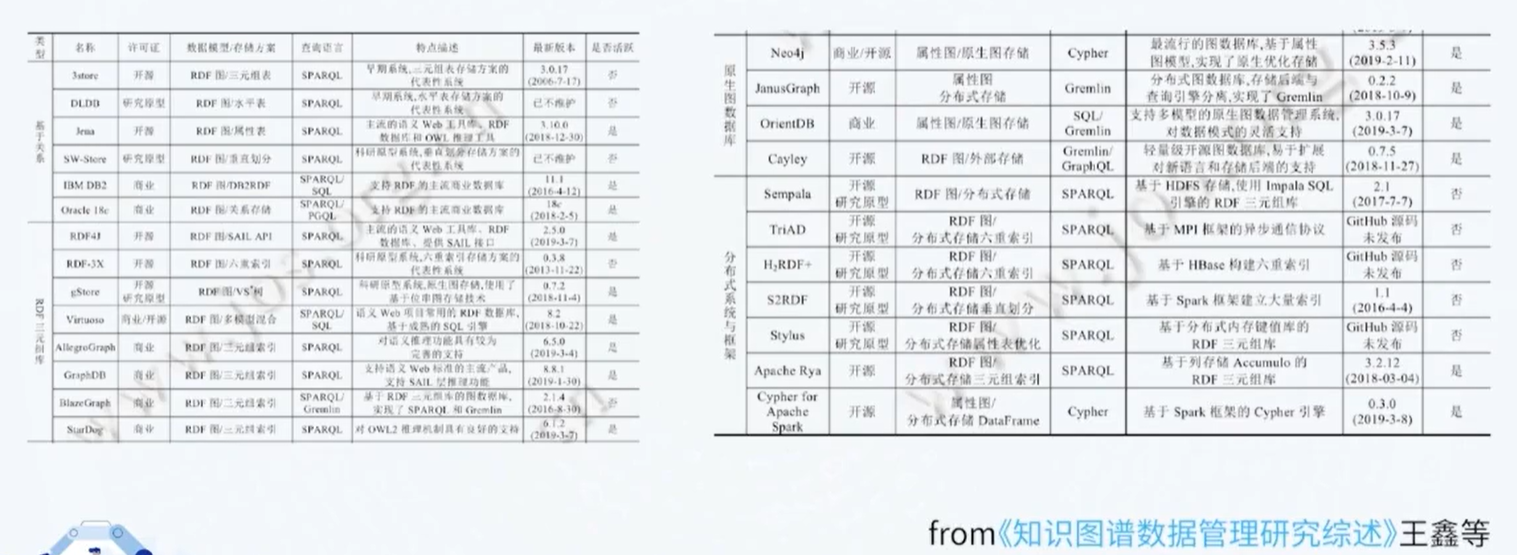 类型 名称 许可证 数据模型/存储方案 查询语言 特点描述 最新版本 是否活跃
基于关系
3store 开源 RDF 图/三元组表 SPARQL 早期系统,三元组表存储方案的
代表性系统 3.0.17
(2006-7-17) 否
DLDB 研究原型 RDF 图/水平表 SPARQL 早期系统,水平表存储方案的
代表性系统 已不维护 否
Jena 开源 RDF 图/属性表 SPARQL 主流的语义 Web 工具库、RDF
数据库和 OWL 推理工具 3.10.0
(2018-12-30) 是
SW-Store 研究原型 RDF 图/垂直划分 SPARQL 科研原型系统,垂直划分存储方案的
代表性系统 已不维护 否
IBM DB2 商业 RDF 图/DB2RDF SPARQL/
SQL 支持 RDF 的主流商业数据库 11.1
(2016-4-12) 是
Oracle 18c 商业 RDF 图/关系存储 SPARQL/
PGQL 支持 RDF 的主流商业数据库 18c
(2018-2-5) 是
RDF 三元组库
RDF4J 开源 RDF 图/SAIL API SPARQL 主流的语义 Web 工具库、RDF
数据库、提供 SAIL 接口 2.5.0
(2019-3-7) 是
RDF-3X 开源 RDF 图/六重索引 SPARQL 科研原型系统,六重索引存储方案的
代表性系统 0.3.8
(2013-11-22) 否
gStore 开源
研究原型 RDF 图/VS*树 SPARQL 科研原型系统,原生图存储,使用了
基于位串图存储技术 0.7.2
(2018-11-4) 是
Virtuoso 商业/开源 RDF 图/多模型混合 SPARQL/
SQL 语义 Web 项目常用的 RDF 数据库,
基于成熟的 SQL 引擎 8.2
(2018-10-22) 是
AllegroGraph 商业 RDF 图/三元组索引 SPARQL 对语义推理功能具有较为
完善的支持 6.5.0
(2019-3-4) 是
GraphDB 商业 RDF 图/三元组索引 SPARQL 支持语义 Web 标准的主流产品,
支持 SAIL 层推理功能 8.8.1
(2019-1-30) 是
BlazeGraph 商业 RDF 图/三元组索引 SPARQL/
Gremlin 基于 RDF 三元组库的图数据库,
实现了 SPARQL 和 Gremlin 2.1.4
(2016-8-30) 否
StarDog 商业 RDF 图/三元组索引 SPARQL 对 OWL2 推理机制具有良好的支持 6.1.2
(2019-3-7) 是
原生图数据库
Neo4j 商业/开源 属性图/原生图存储 Cypher 最流行的图数据库,基于属性
图模型,实现了原生优化存储 3.5.3
(2019-2-11) 是
JanusGraph 开源 属性图
分布式存储 Gremlin 分布式图数据库,存储后端与
查询引擎分离,实现了 Gremlin 0.2.2
(2018-10-9) 是
OrientDB 商业 属性图/原生图存储 SQL/
Gremlin 支持多模型的原生图数据管理系统,
对数据模式的灵活支持 3.0.17
(2019-3-7) 是
Cayley 开源 RDF 图/外部存储 Gremlin/
GraphQL 轻量级开源图数据库,易于扩展
对新语言和存储后端的支持 0.7.5
(2018-11-27) 是
分布式系统与框架
Sempala 开源
研究原型 RDF 图/分布式存储 SPARQL 基于 HDFS 存储,使用 Impala SQL
引擎的 RDF 三元组库 2.1
(2017-7-7) 否
TriAD 开源
研究原型 RDF 图/
分布式存储六重索引 SPARQL 基于 MPI 框架的异步通信协议 GitHub 源码
未发布 否
H₂RDF+ 开源
研究原型 RDF 图/
分布式存储六重索引 SPARQL 基于 HBase 构建六重索引 GitHub 源码
未发布 否
S2RDF 开源
研究原型 RDF 图/
分布式存储垂直划分 SPARQL 基于 Spark 框架建立大量索引 1.1
(2016-4-4) 否
Stylus 开源
研究原型 RDF 图/
分布式存储属性表优化 SPARQL 基于分布式内存键值库的
RDF 三元组库 GitHub 源码
未发布 否
Apache Rya 开源 RDF 图/
分布式存储三元组索引 SPARQL 基于列存储 Accumulo 的
RDF 三元组库 3.2.12
(2018-03-04) 是
Cypher for
Apache
Spark 开源 属性图/
分布式存储 DataFrame Cypher 基于 Spark 框架的 Cypher 引擎 0.3.0
(2019-3-8) 是
from《知识图谱数据管理研究综述》王鑫等